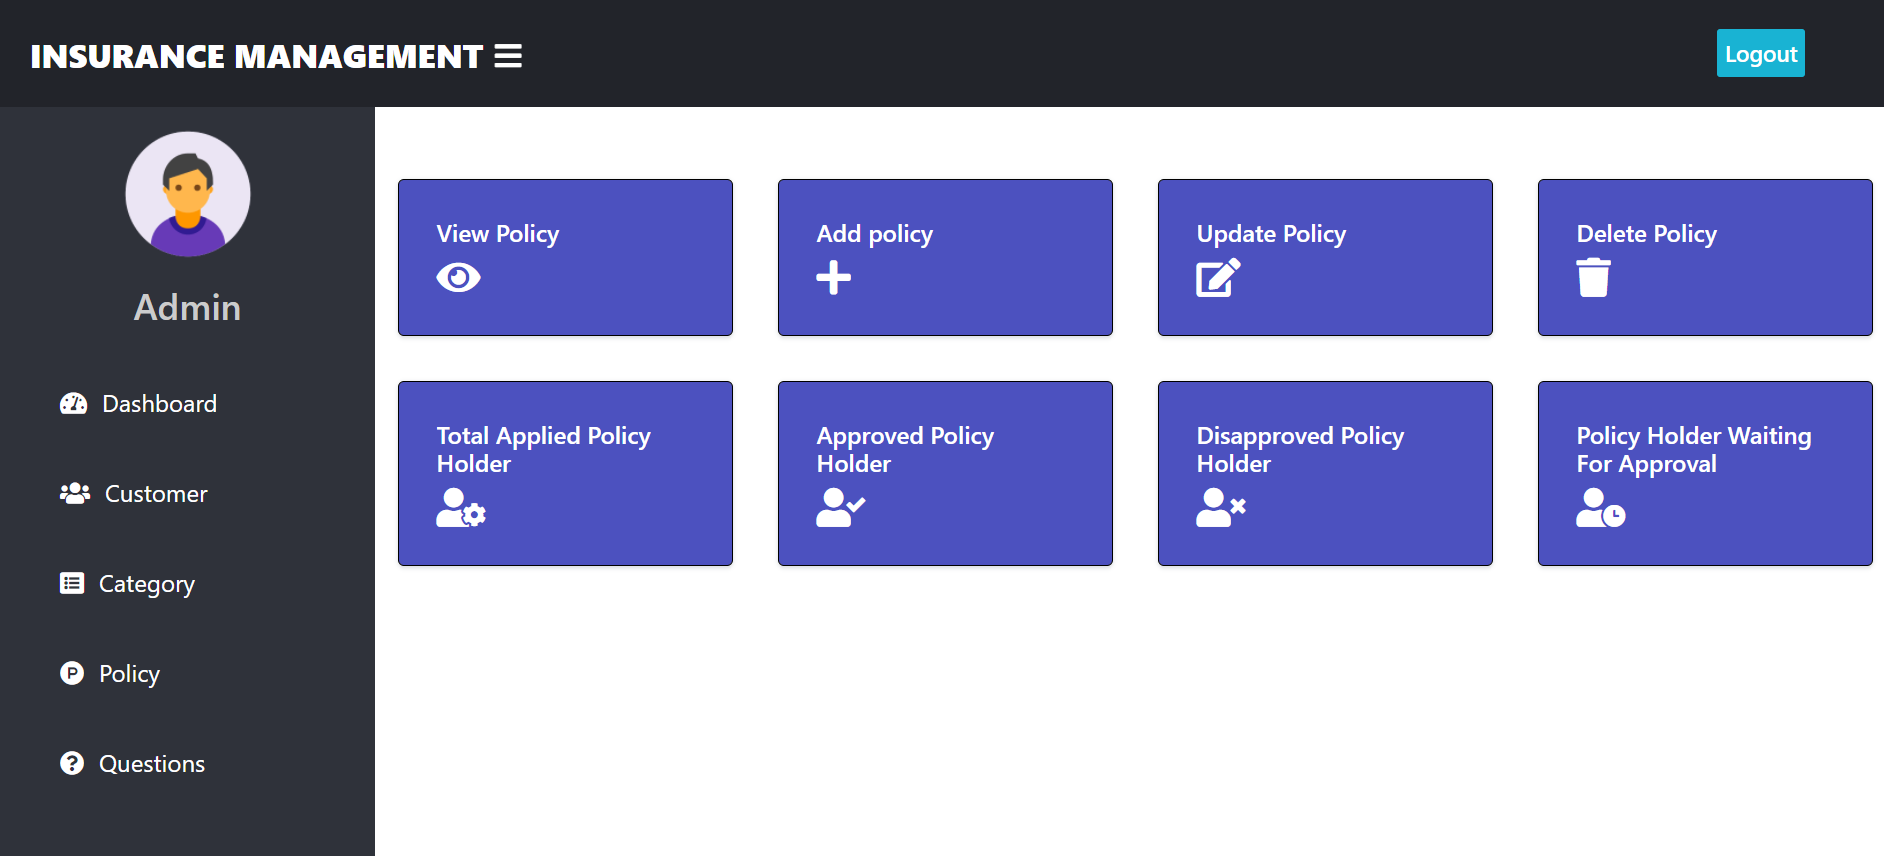 INSURANCE MANAGEMENT
Logout
Admin
Dashboard
Customer
Category
Policy
Questions
View Policy
Add policy
Update Policy
Delete Policy
Total Applied Policy
Holder
Approved Policy
Holder
Disapproved Policy
Holder
Policy Holder Waiting
For Approval